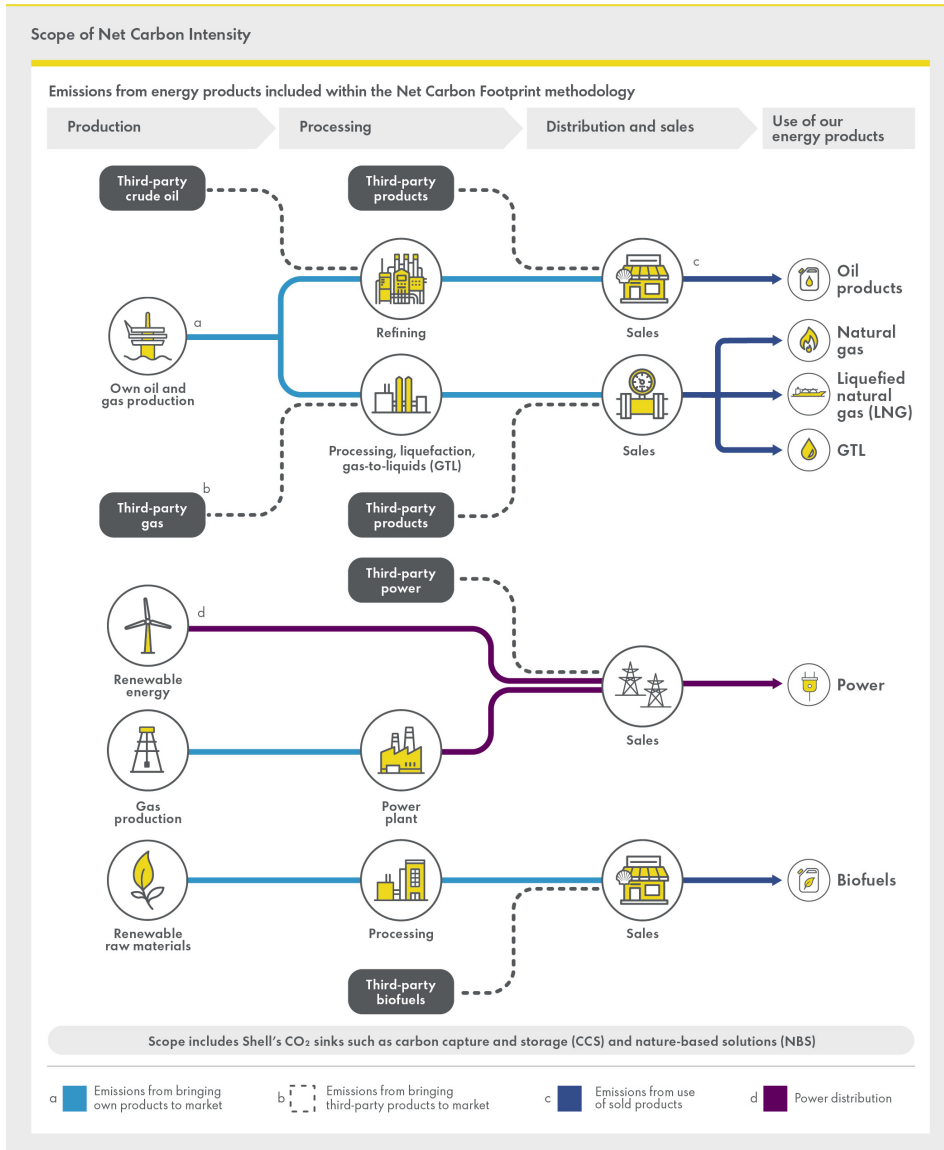 Scope of Net Carbon Intensity
Emissions from energy products included within the Net Carbon Footprint methodology
Production
Processing
Distribution and sales
Use of our
energy products
Third-party
crude oil
Third-party
products
a
c
Own oil and
gas production
Refining
Sales
Oil
products
Processing, liquefaction,
gas-to-liquids (GTL)
Sales
Natural
gas
Liquefied
natural
gas (LNG)
GTL
b
Third-party
gas
Third-party
products
Third-party
power
d
Renewable
energy
Sales
Power
Gas
production
Power
plant
Renewable
raw materials
Processing
Sales
Biofuels
Third-party
biofuels
Scope includes Shell's CO₂ sinks such as carbon capture and storage (CCS) and nature-based solutions (NBS)
a Emissions from bringing
own products to market
b Emissions from bringing
third-party products to market
c Emissions from use
of sold products
d Power distribution